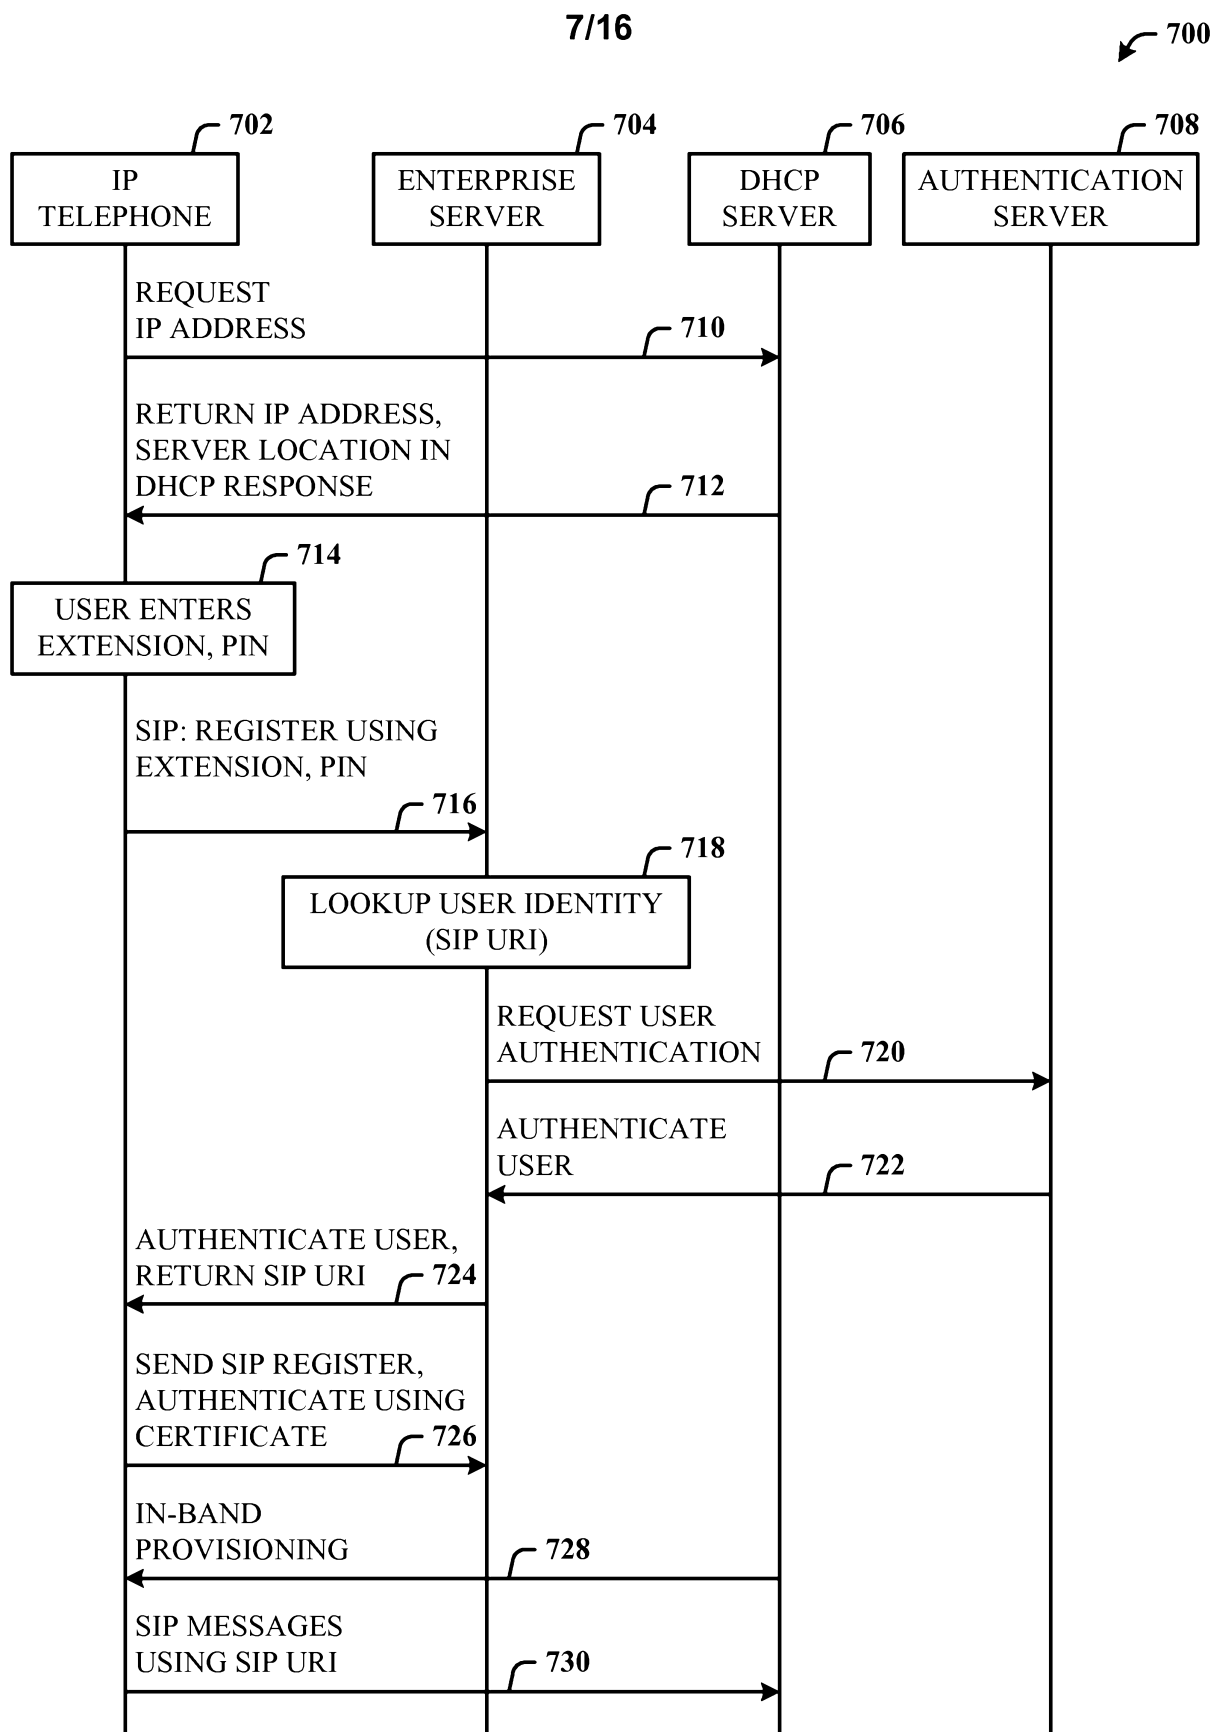 7/16
700
702
704
706
708
IP
TELEPHONE
ENTERPRISE
SERVER
DHCP
SERVER
AUTHENTICATION
SERVER
REQUEST
IP ADDRESS
710
RETURN IP ADDRESS,
SERVER LOCATION IN
DHCP RESPONSE
712
714
USER ENTERS
EXTENSION, PIN
SIP: REGISTER USING
EXTENSION, PIN
716
718
LOOKUP USER IDENTITY
(SIP URI)
REQUEST USER
AUTHENTICATION
720
AUTHENTICATE
USER
722
AUTHENTICATE USER,
RETURN SIP URI
724
SEND SIP REGISTER,
AUTHENTICATE USING
CERTIFICATE
726
IN-BAND
PROVISIONING
728
SIP MESSAGES
USING SIP URI
730